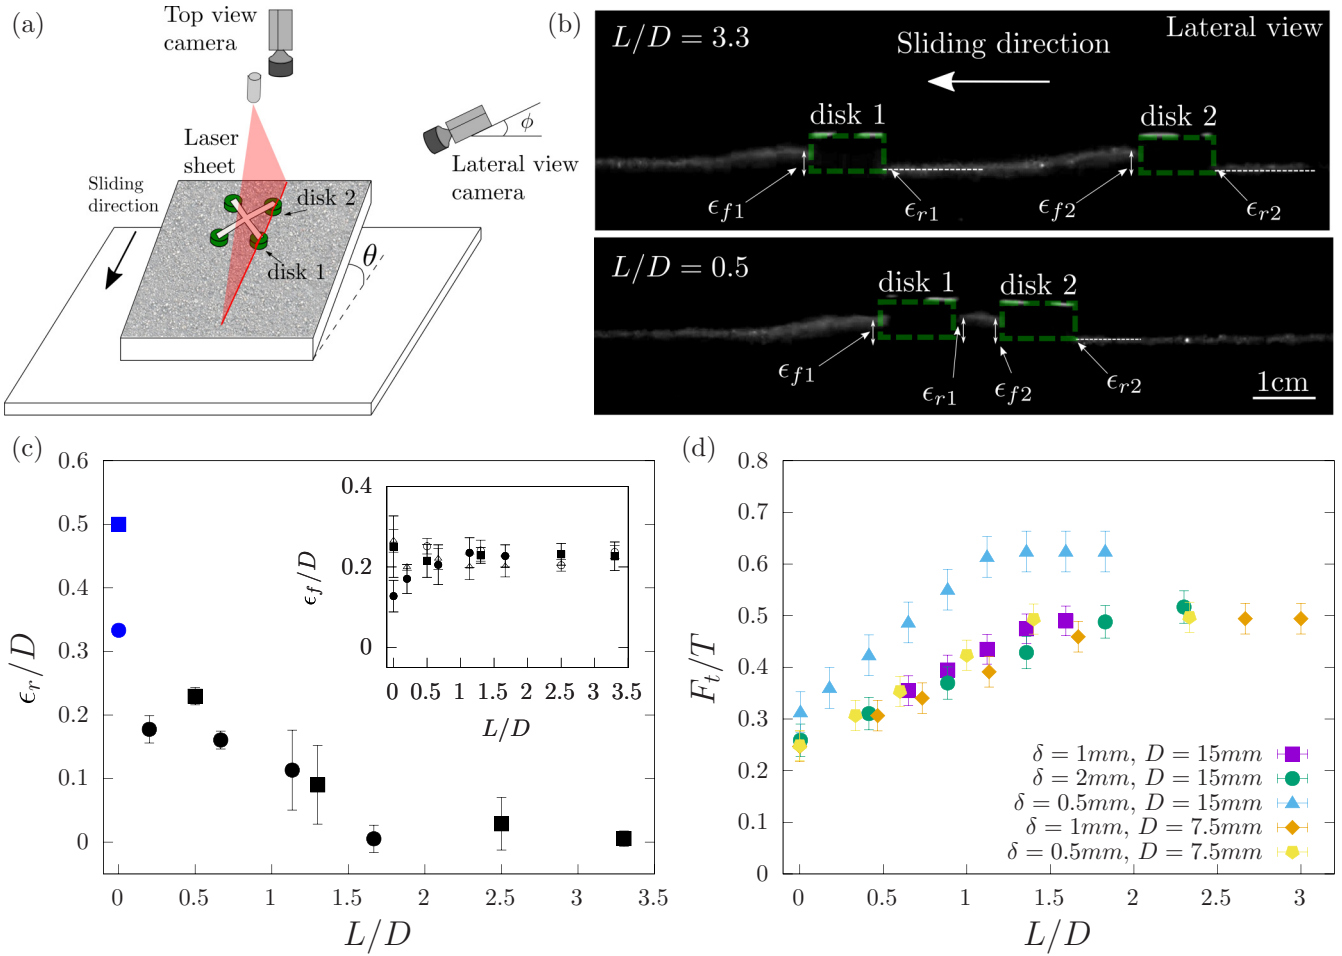 (a)
Top view
camera
Laser
sheet
Sliding
direction
disk 2
disk 1
θ
ϕ
Lateral view
camera
(b)
L/D = 3.3
Sliding direction
Lateral view
disk 1
disk 2
ϵf1
ϵr1
ϵf2
ϵr2
L/D = 0.5
disk 1
disk 2
ϵf1
ϵr1
ϵf2
ϵr2
1cm
(c)
ϵr/D
0.6
0.5
0.4
0.3
0.2
0.1
0
0 0.5 1 1.5 2 2.5 3 3.5
L/D
ϵf/D
0.4
0.2
0
0 0.5 1 1.5 2 2.5 3 3.5
L/D
(d)
Ft/T
0.8
0.7
0.6
0.5
0.4
0.3
0.2
0.1
0
δ = 1mm, D = 15mm
δ = 2mm, D = 15mm
δ = 0.5mm, D = 15mm
δ = 1mm, D = 7.5mm
δ = 0.5mm, D = 7.5mm
0 0.5 1 1.5 2 2.5 3
L/D